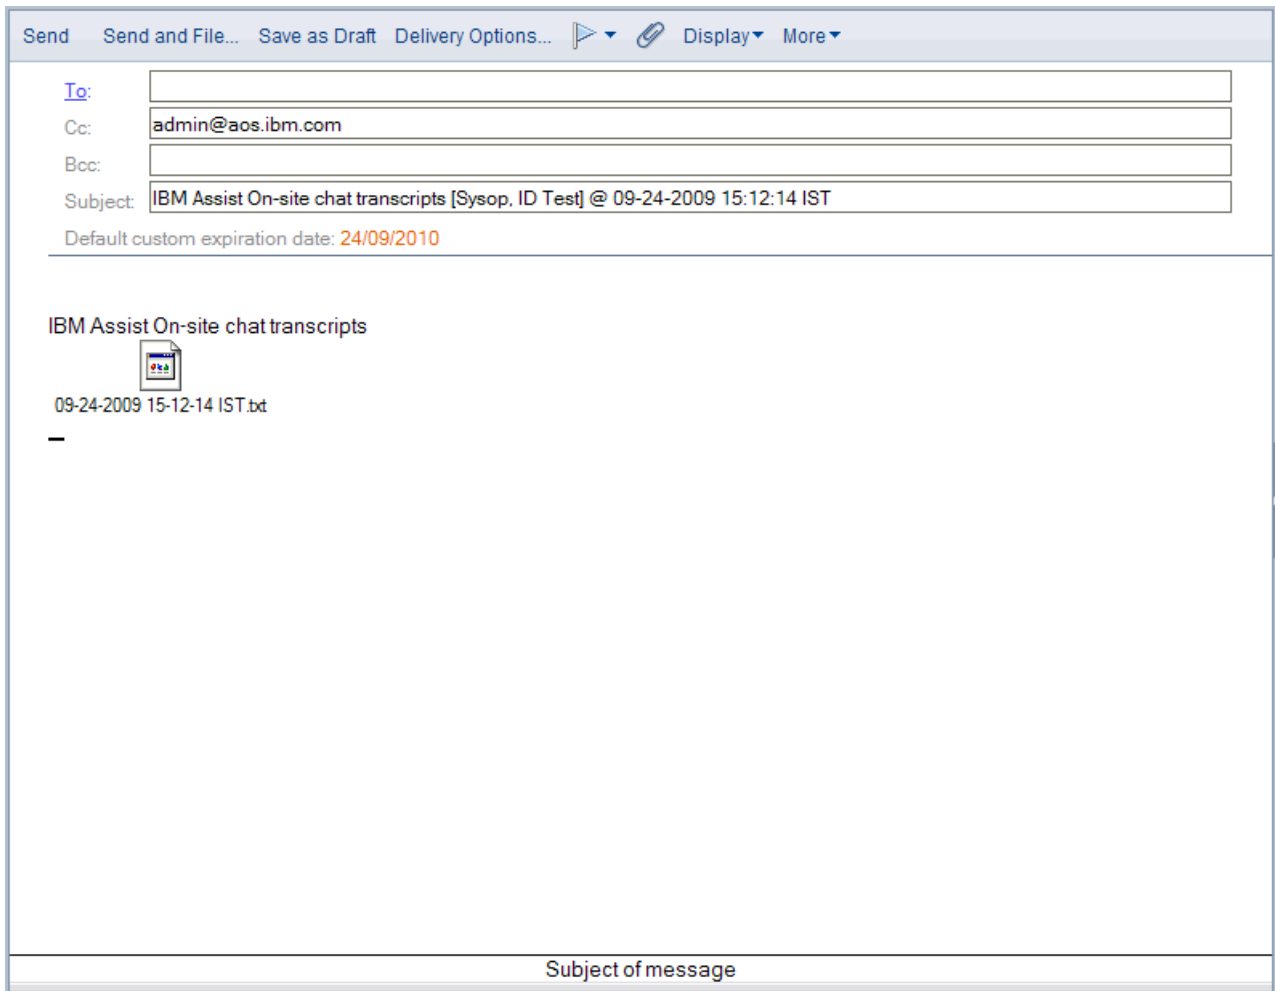 Send Send and File... Save as Draft Delivery Options... Display More
To:
Cc: admin@aos.ibm.com
Bcc:
Subject: IBM Assist On-site chat transcripts [Sysop, ID Test] @ 09-24-2009 15:12:14 IST
Default custom expiration date: 24/09/2010
IBM Assist On-site chat transcripts
09-24-2009 15-12-14 IST.txt
Subject of message